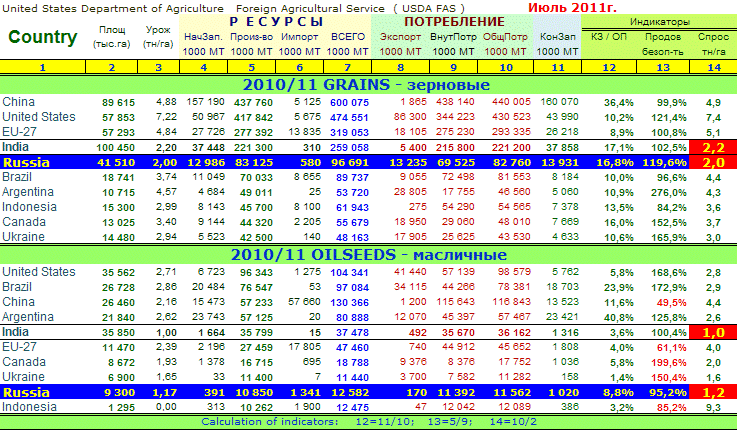 United States Department of Agriculture Foreign Agricultural Service ( USDA FAS ) Июль 2011г.
Country Площ (тыс.га) Урож (тн/га) Р Е С У Р С Ы ПОТРЕБЛЕНИЕ Индикаторы
НачЗап. Произ-во Импорт ВСЕГО Экспорт ВнутПотр ОбщПотр КонЗап КЗ / ОП Продов безоп-ть Спрос тн/га
1000 МТ 1000 МТ 1000 МТ 1000 МТ 1000 МТ 1000 МТ 1000 МТ 1000 МТ
1 2 3 4 5 6 7 8 9 10 11 12 13 14
2010/11 GRAINS - зерновые
China 89 615 4,88 157 190 437 760 5 125 600 075 1 865 438 140 440 005 160 070 36,4% 99,9% 4,9
United States 57 853 7,22 50 967 417 842 5 675 474 551 86 300 344 223 430 523 43 990 10,2% 121,4% 7,4
EU-27 57 293 4,84 27 726 277 392 13 835 319 053 18 105 275 230 293 335 26 218 8,9% 100,8% 5,1
India 100 450 2,20 37 448 221 300 310 259 058 5 400 215 800 221 200 37 858 17,1% 102,5% 2,2
Russia 41 510 2,00 12 986 83 125 580 96 691 13 235 69 525 82 760 13 931 16,8% 119,6% 2,0
Brazil 18 741 3,74 11 049 70 033 8 655 89 737 9 055 72 498 81 553 8 184 10,0% 96,6% 4,4
Argentina 10 715 4,57 4 684 49 011 25 53 720 28 805 17 755 46 560 5 060 10,9% 276,0% 4,3
Indonesia 15 300 2,99 8 143 45 700 8 100 61 943 275 54 290 54 565 7 378 13,5% 84,2% 3,6
Canada 13 025 3,40 9 144 44 320 2 205 55 679 18 950 29 060 48 010 7 669 16,0% 152,5% 3,7
Ukraine 14 480 2,94 5 523 42 500 140 48 163 17 905 25 625 43 530 4 633 10,6% 165,9% 3,0
2010/11 OILSEEDS - масличные
United States 35 562 2,71 6 723 96 343 1 275 104 341 41 440 57 139 98 579 5 762 5,8% 168,6% 2,8
Brazil 26 728 2,86 20 484 76 547 53 97 084 34 115 44 266 78 381 18 703 23,9% 172,9% 2,9
China 26 460 2,16 15 473 57 233 57 660 130 366 1 200 115 643 116 843 13 523 11,6% 49,5% 4,4
Argentina 21 840 2,62 23 743 57 125 20 80 888 12 070 45 397 57 467 23 421 40,8% 125,8% 2,6
India 35 850 1,00 1 664 35 799 15 37 478 492 35 670 36 162 1 316 3,6% 100,4% 1,0
EU-27 11 470 2,39 2 196 27 459 17 805 47 460 740 44 912 45 652 1 808 4,0% 61,1% 4,0
Canada 8 672 1,93 1 378 16 715 695 18 788 9 376 8 376 17 752 1 036 5,8% 199,6% 2,0
Ukraine 6 900 1,65 33 11 400 7 11 440 3 700 7 582 11 282 158 1,4% 150,4% 1,6
Russia 9 300 1,17 391 10 850 1 341 12 582 170 11 392 11 562 1 020 8,8% 95,2% 1,2
Indonesia 1 295 0,00 313 10 262 1 900 12 475 47 12 042 12 089 386 3,2% 85,2% 9,3
Calculation of indicators: 12=11/10; 13=5/9; 14=10/2